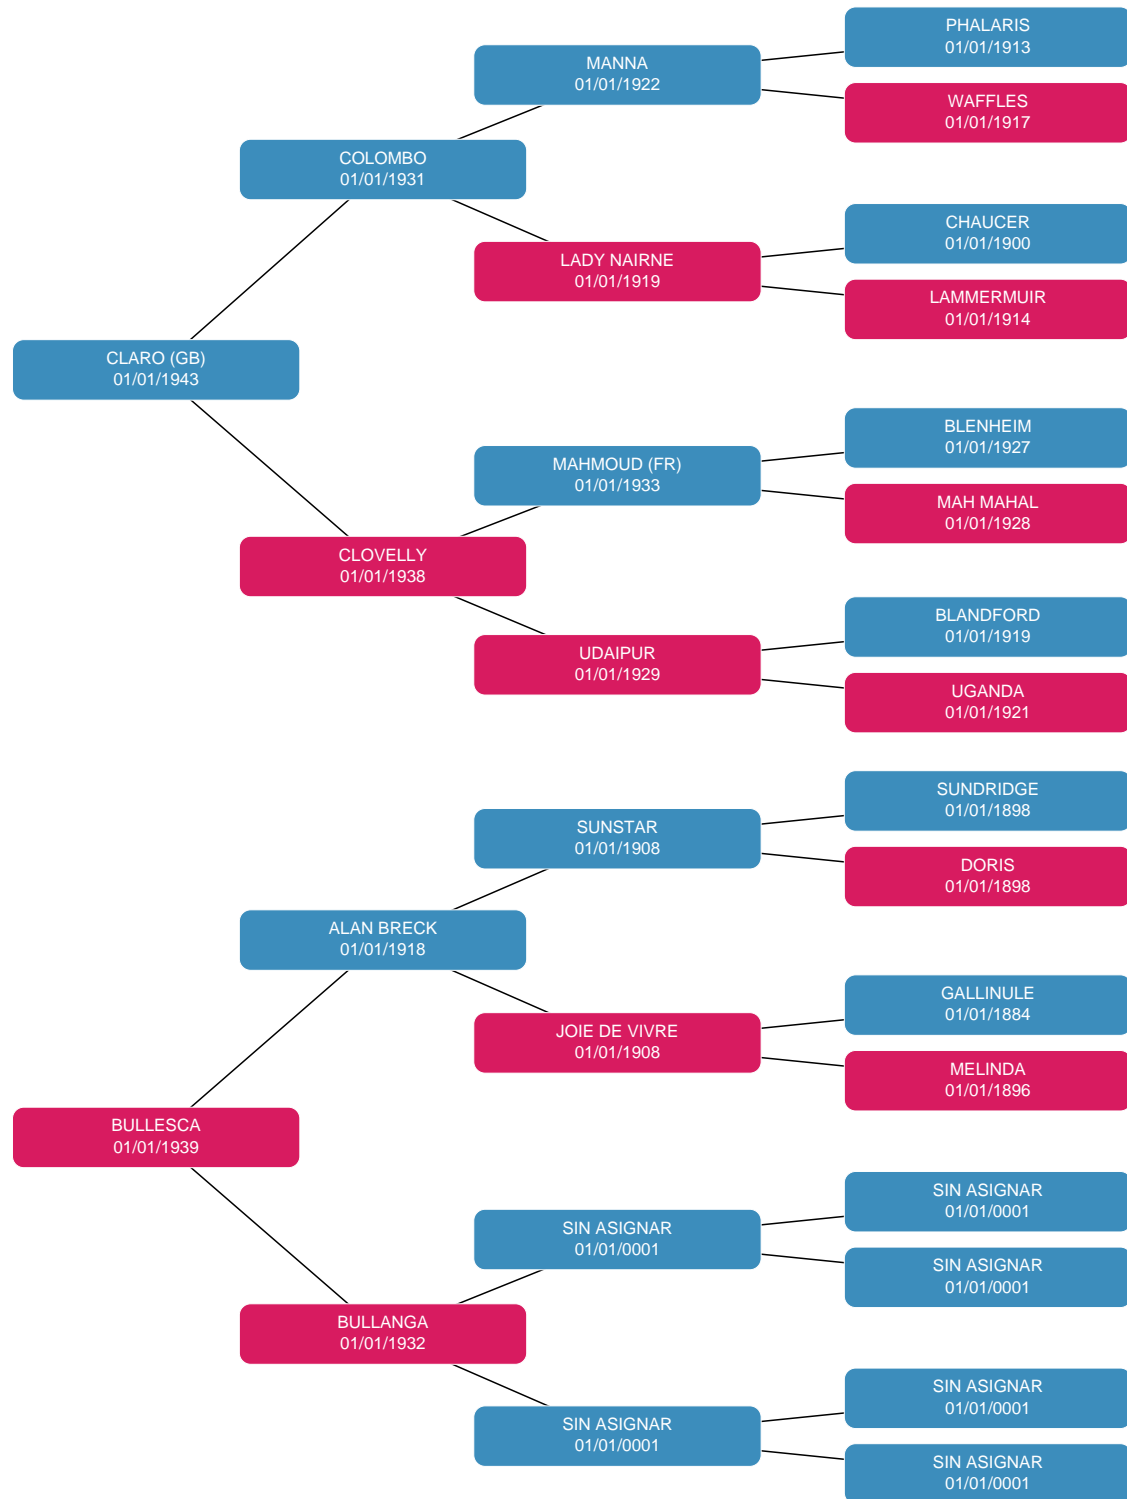 PHALARIS
01/01/1913
MANNA
01/01/1922
WAFFLES
01/01/1917
COLOMBO
01/01/1931
CHAUCER
01/01/1900
LADY NAIRNE
01/01/1919
LAMMERMUIR
01/01/1914
CLARO (GB)
01/01/1943
BLENHEIM
01/01/1927
MAHMOUD (FR)
01/01/1933
MAH MAHAL
01/01/1928
CLOVELLY
01/01/1938
BLANDFORD
01/01/1919
UDAIPUR
01/01/1929
UGANDA
01/01/1921
SUNDRIDGE
01/01/1898
SUNSTAR
01/01/1908
DORIS
01/01/1898
ALAN BRECK
01/01/1918
GALLINULE
01/01/1884
JOIE DE VIVRE
01/01/1908
MELINDA
01/01/1896
BULLESCA
01/01/1939
SIN ASIGNAR
01/01/0001
SIN ASIGNAR
01/01/0001
SIN ASIGNAR
01/01/0001
BULLANGA
01/01/1932
SIN ASIGNAR
01/01/0001
SIN ASIGNAR
01/01/0001
SIN ASIGNAR
01/01/0001